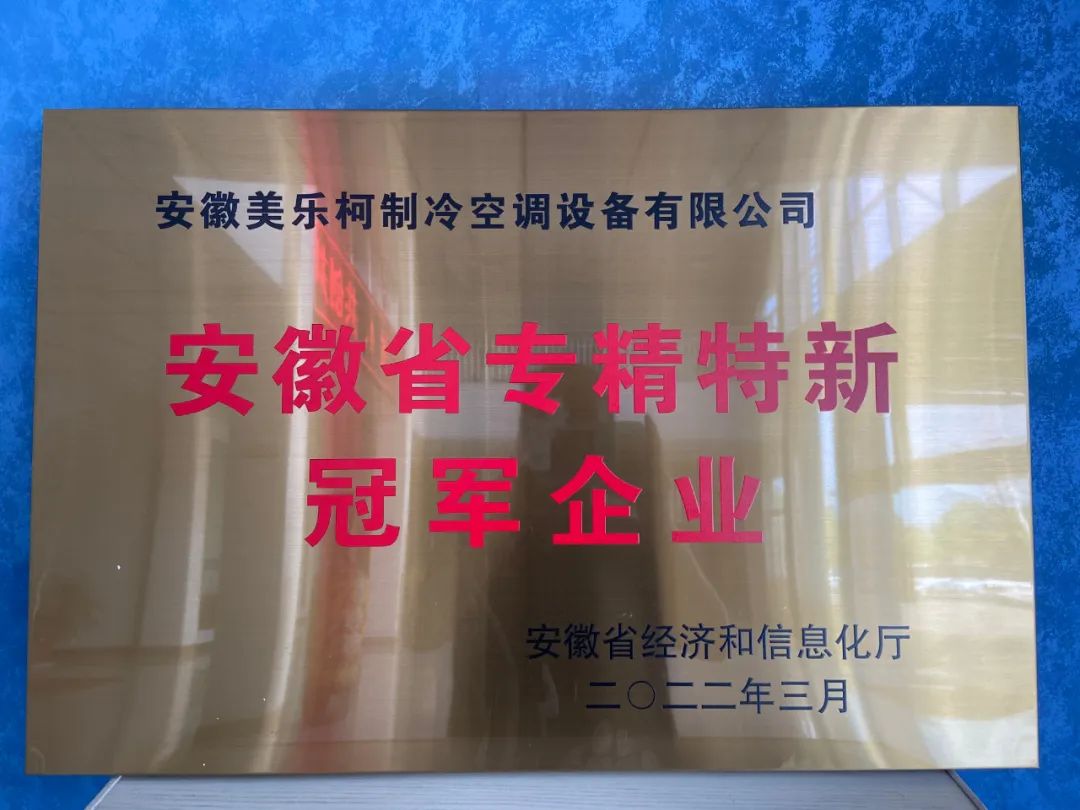 安徽美乐柯制冷空调设备有限公司
安徽省专精特新
冠军企业
安徽省经济和信息化厅
二〇二二年三月